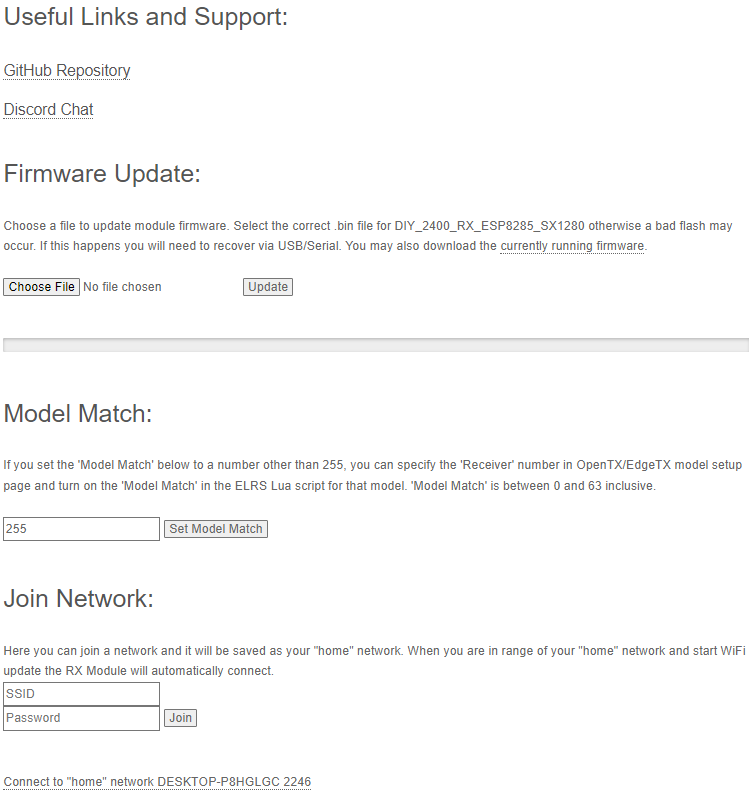 Useful Links and Support:
GitHub Repository
Discord Chat
Firmware Update:
Choose a file to update module firmware. Select the correct .bin file for DIY_2400_RX_ESP8285_SX1280 otherwise a bad flash may
occur. If this happens you will need to recover via USB/Serial. You may also download the currently running firmware.
Choose File No file chosen Update
Model Match:
If you set the 'Model Match' below to a number other than 255, you can specify the 'Receiver' number in OpenTX/EdgeTX model setup
page and turn on the 'Model Match' in the ELRS Lua script for that model. 'Model Match' is between 0 and 63 inclusive.
255 Set Model Match
Join Network:
Here you can join a network and it will be saved as your "home" network. When you are in range of your "home" network and start WiFi
update the RX Module will automatically connect.
SSID
Password Join
Connect to "home" network DESKTOP-P8HGLGC 2246